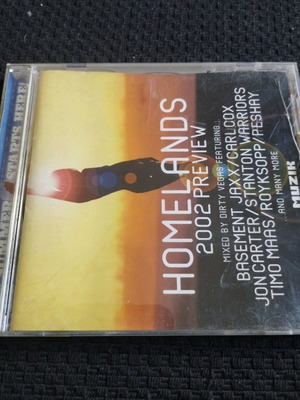 SUMMER STARTS HERE!
HOMELANDS
2002 PREVIEW
MIXED BY DIRTY VEGAS FEATURING:
BASEMENT JAXX/CARL COX
JON CARTER/STANTON WARRIORS
TIMO MAAS/ROYKSOPP/PESHAY
AND MANY MORE
MUZIK